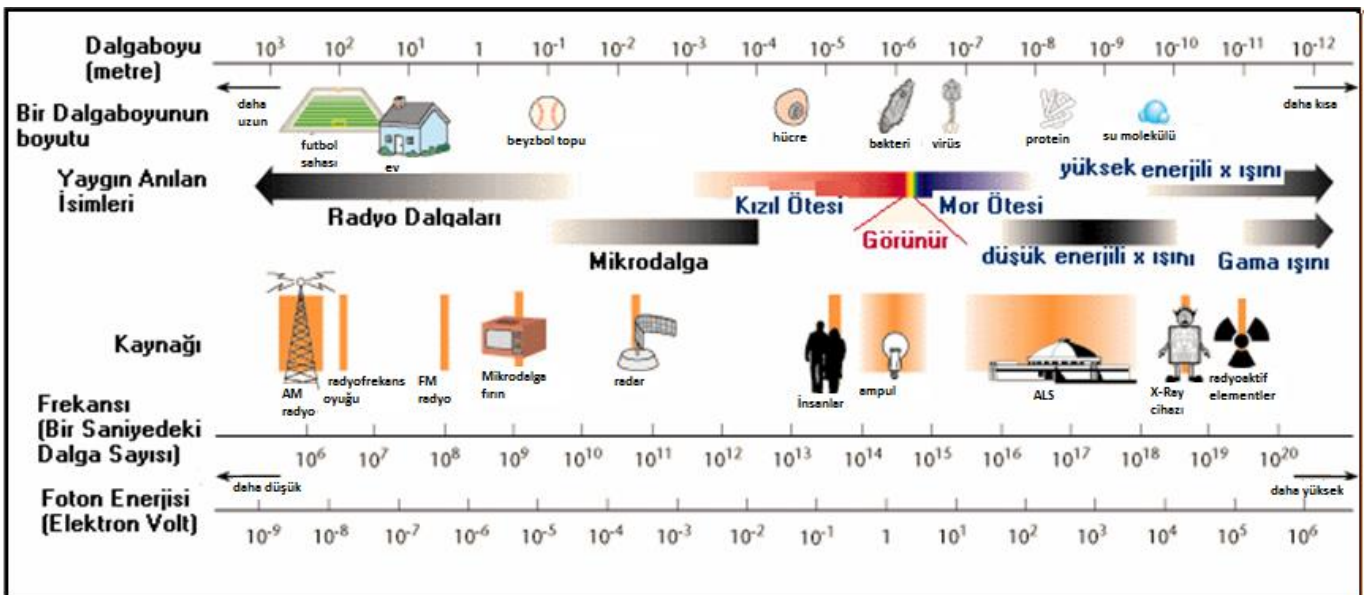 Dalgaboyu
(metre)
10³ 10² 10¹ 1 10⁻¹ 10⁻² 10⁻³ 10⁻⁴ 10⁻⁵ 10⁻⁶ 10⁻⁷ 10⁻⁸ 10⁻⁹ 10⁻¹⁰ 10⁻¹¹ 10⁻¹²
daha
uzun
daha kısa
Bir Dalgaboyunun
boyutu
futbol
sahası
ev
beyzbol topu
hücre
bakteri
virüs
protein
su molekülü
Yaygın Anılan
İsimleri
Radyo Dalgaları
Mikrodalga
Kızıl Ötesi
Görünür
Mor Ötesi
düşük enerjili x ışını
yüksek enerjili x ışını
Gama ışını
Kaynağı
AM
radyo
radyofrekans
oyuğu
FM
radyo
Mikrodalga
fırın
radar
İnsanlar
ampul
ALS
X-Ray
cihazı
radyoaktif
elementler
Frekansı
(Bir Saniyedeki
Dalga Sayısı)
10⁶ 10⁷ 10⁸ 10⁹ 10¹⁰ 10¹¹ 10¹² 10¹³ 10¹⁴ 10¹⁵ 10¹⁶ 10¹⁷ 10¹⁸ 10¹⁹ 10²⁰
daha düşük
daha yüksek
Foton Enerjisi
(Elektron Volt)
10⁻⁹ 10⁻⁸ 10⁻⁷ 10⁻⁶ 10⁻⁵ 10⁻⁴ 10⁻³ 10⁻² 10⁻¹ 1 10¹ 10² 10³ 10⁴ 10⁵ 10⁶